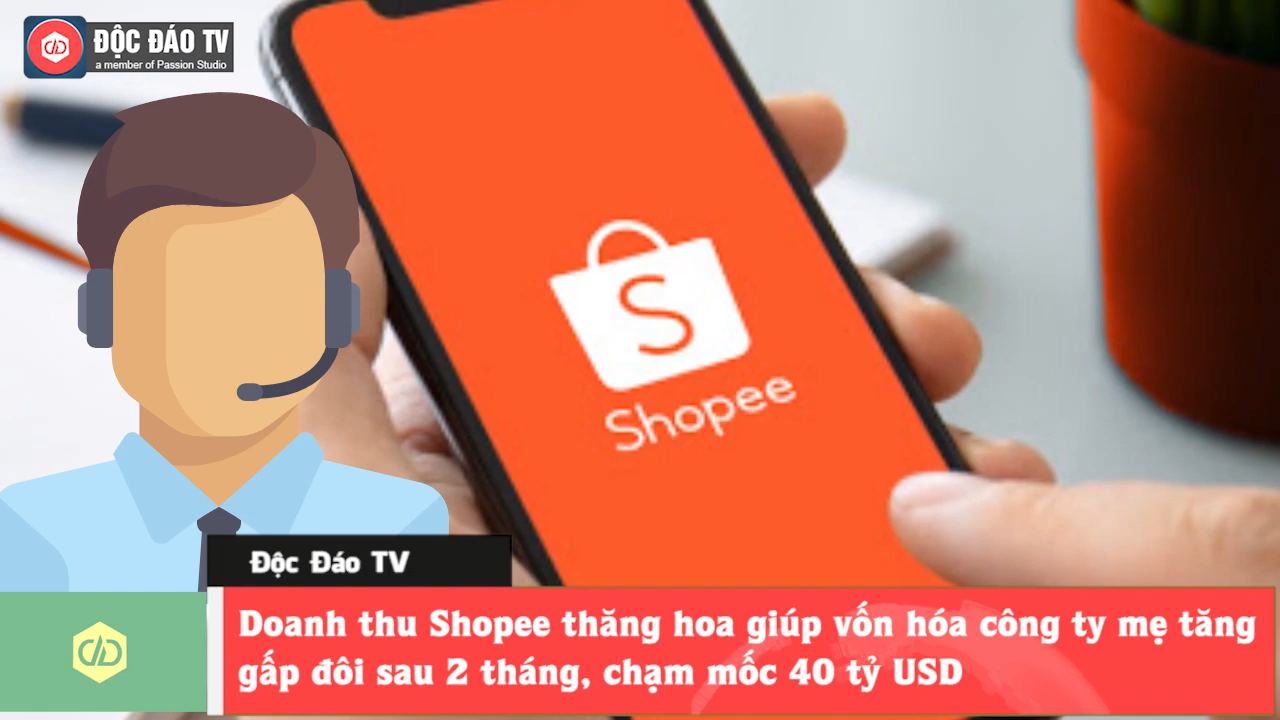 ĐỘC ĐÁO TV
a member of Passion Studio
S
Shopee
Độc Đáo TV
Doanh thu Shopee thăng hoa giúp vốn hóa công ty mẹ tăng
gấp đôi sau 2 tháng, chạm mốc 40 tỷ USD